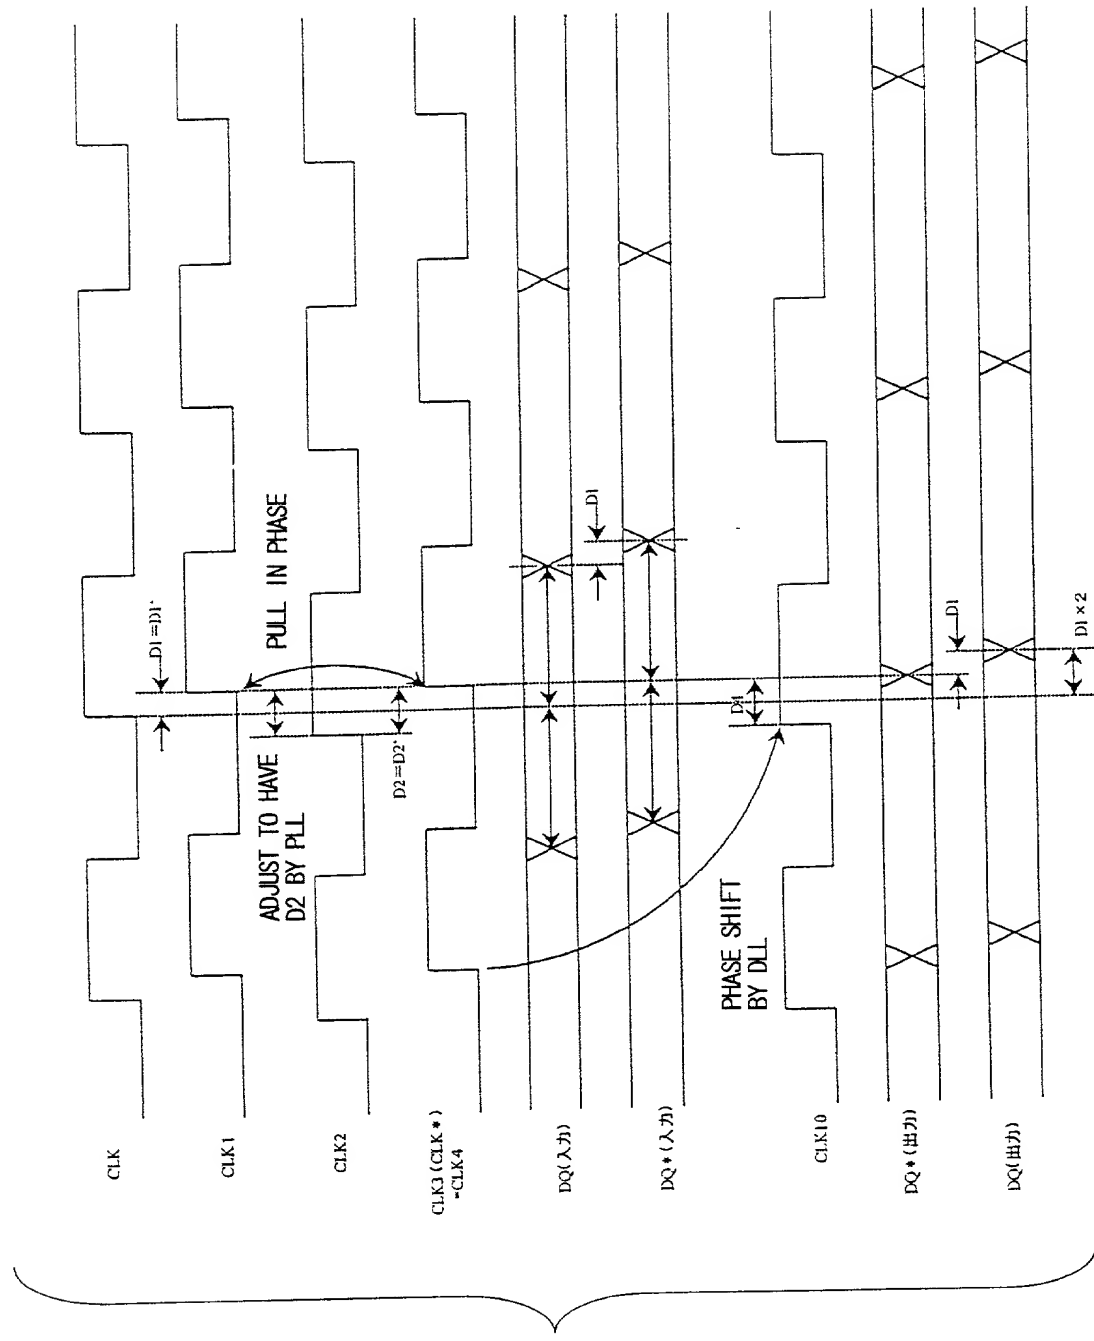 CLK
CLK1
CLK2
CLK3 (CLK*)
=CLK4
DQ(入力)
DQ*(入力)
CLK10
DQ*(出力)
DQ(出力)
D1=D1'
PULL IN PHASE
ADJUST TO HAVE
D2 BY PLL
D2=D2'
D1
PHASE SHIFT
BY DLL
D4
D1
D1×2